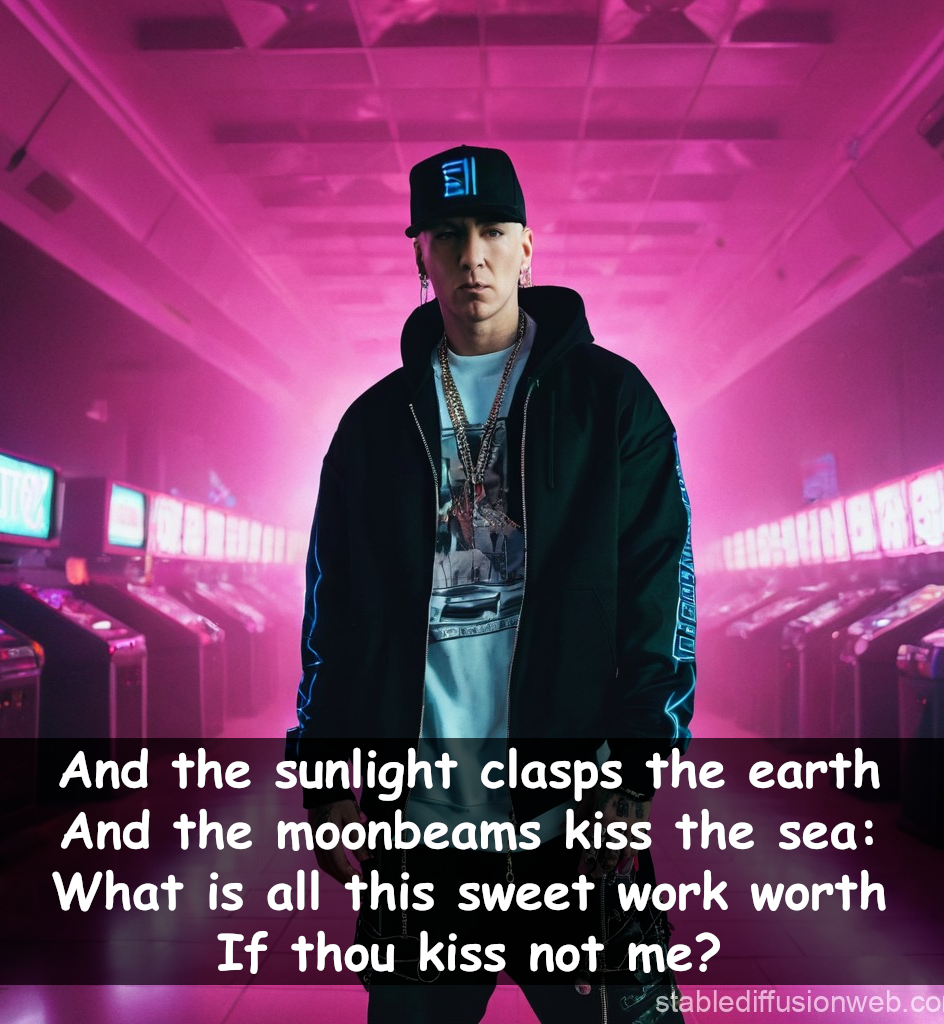 And the sunlight clasps the earth
And the moonbeams kiss the sea:
What is all this sweet work worth
If thou kiss not me?
stablediffusionweb.co